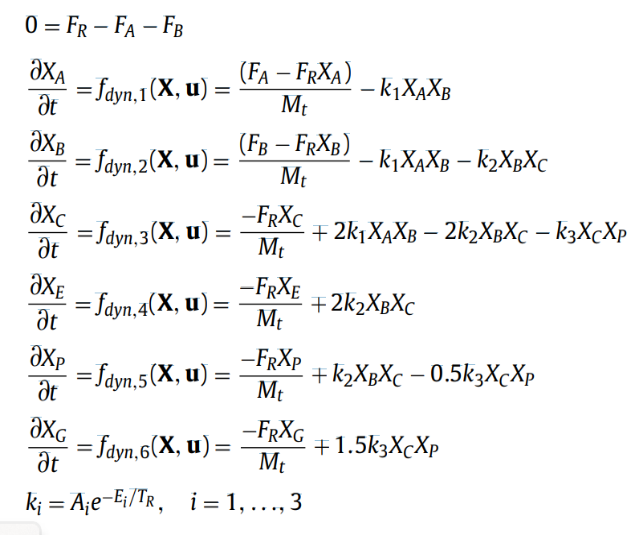 0 = F_R − F_A − F_B
∂X_A/∂t = f_{dyn,1}(X, u) = (F_A − F_R X_A)/M_t − k_1 X_A X_B
∂X_B/∂t = f_{dyn,2}(X, u) = (F_B − F_R X_B)/M_t − k_1 X_A X_B − k_2 X_B X_C
∂X_C/∂t = f_{dyn,3}(X, u) = −F_R X_C/M_t + 2k_1 X_A X_B − 2k_2 X_B X_C − k_3 X_C X_P
∂X_E/∂t = f_{dyn,4}(X, u) = −F_R X_E/M_t + 2k_2 X_B X_C
∂X_P/∂t = f_{dyn,5}(X, u) = −F_R X_P/M_t + k_2 X_B X_C − 0.5k_3 X_C X_P
∂X_G/∂t = f_{dyn,6}(X, u) = −F_R X_G/M_t + 1.5k_3 X_C X_P
k_i = A_i e^{−E_i/T_R}, i = 1, ..., 3